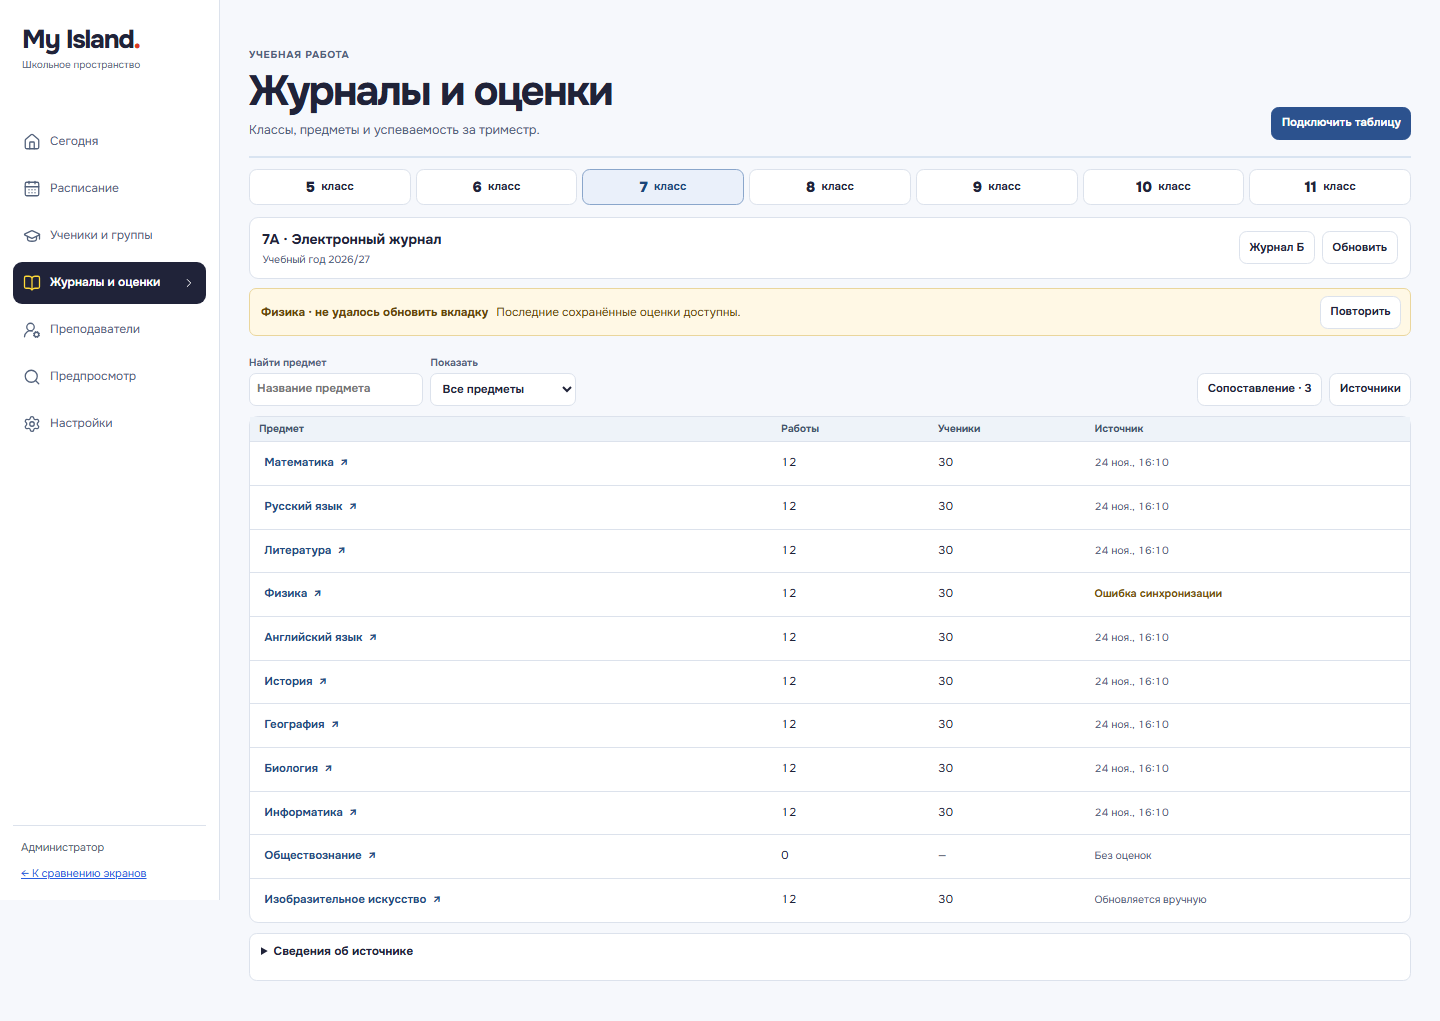 My Island.
Школьное пространство
Сегодня
Расписание
Ученики и группы
Журналы и оценки
Преподаватели
Предпросмотр
Настройки
Администратор
← К сравнению экранов
УЧЕБНАЯ РАБОТА
Журналы и оценки
Классы, предметы и успеваемость за триместр.
Подключить таблицу
5 класс 6 класс 7 класс 8 класс 9 класс 10 класс 11 класс
7А · Электронный журнал
Учебный год 2026/27
Журнал Б Обновить
Физика · не удалось обновить вкладку Последние сохранённые оценки доступны. Повторить
Найти предмет Показать
Название предмета Все предметы Сопоставление · 3 Источники
Предмет Работы Ученики Источник
Математика ↗ 12 30 24 ноя., 16:10
Русский язык ↗ 12 30 24 ноя., 16:10
Литература ↗ 12 30 24 ноя., 16:10
Физика ↗ 12 30 Ошибка синхронизации
Английский язык ↗ 12 30 24 ноя., 16:10
История ↗ 12 30 24 ноя., 16:10
География ↗ 12 30 24 ноя., 16:10
Биология ↗ 12 30 24 ноя., 16:10
Информатика ↗ 12 30 24 ноя., 16:10
Обществознание ↗ 0 — Без оценок
Изобразительное искусство ↗ 12 30 Обновляется вручную
▶ Сведения об источнике